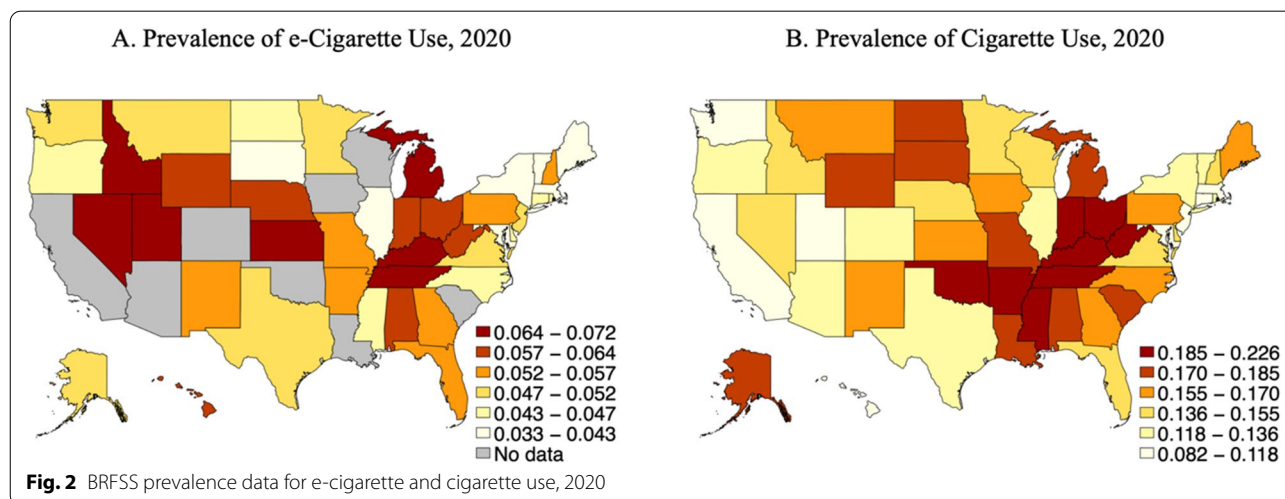 A. Prevalence of e-Cigarette Use, 2020
B. Prevalence of Cigarette Use, 2020
0.064 – 0.072
0.057 – 0.064
0.052 – 0.057
0.047 – 0.052
0.043 – 0.047
0.033 – 0.043
No data
0.185 – 0.226
0.170 – 0.185
0.155 – 0.170
0.136 – 0.155
0.118 – 0.136
0.082 – 0.118
Fig. 2 BRFSS prevalence data for e-cigarette and cigarette use, 2020